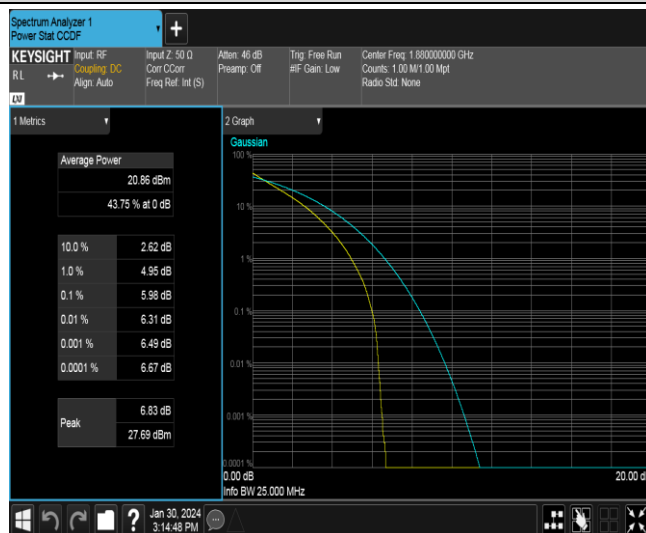 Spectrum Analyzer 1
Power Stat CCDF
KEYSIGHT
RL
LXI
Input: RF
Coupling: DC
Align: Auto
Input Z: 50 Ω
Corr CCorr
Freq Ref: Int (S)
Atten: 46 dB
Preamp: Off
Trig: Free Run
#IF Gain: Low
Center Freq: 1.880000000 GHz
Counts: 1.00 M/1.00 Mpt
Radio Std: None
1 Metrics
Average Power
20.86 dBm
43.75 % at 0 dB
10.0 % 2.62 dB
1.0 % 4.95 dB
0.1 % 5.98 dB
0.01 % 6.31 dB
0.001 % 6.49 dB
0.0001 % 6.67 dB
Peak
6.83 dB
27.69 dBm
2 Graph
Gaussian
100 %
10 %
1 %
0.1 %
0.01 %
0.001 %
0.0001 %
0.00 dB
20.00 d
Info BW 25.000 MHz
Jan 30, 2024
3:14:48 PM